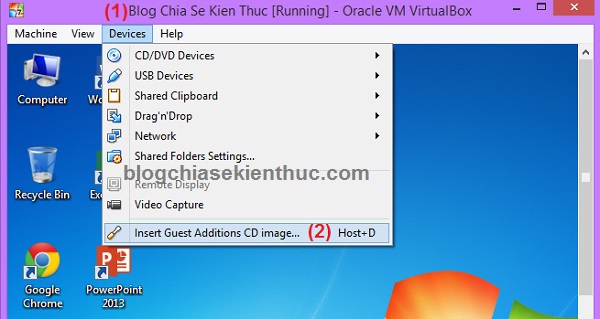 (1) Blog Chia Se Kien Thuc [Running] - Oracle VM VirtualBox
Machine View Devices Help
CD/DVD Devices
USB Devices
Shared Clipboard
Drag'n'Drop
Network
Shared Folders Settings...
blogchiasekienthuc.com
Remote Display
Video Capture
Insert Guest Additions CD image... (2) Host+D
Computer
Recycle Bin
Google
Chrome
PowerPoint
2013